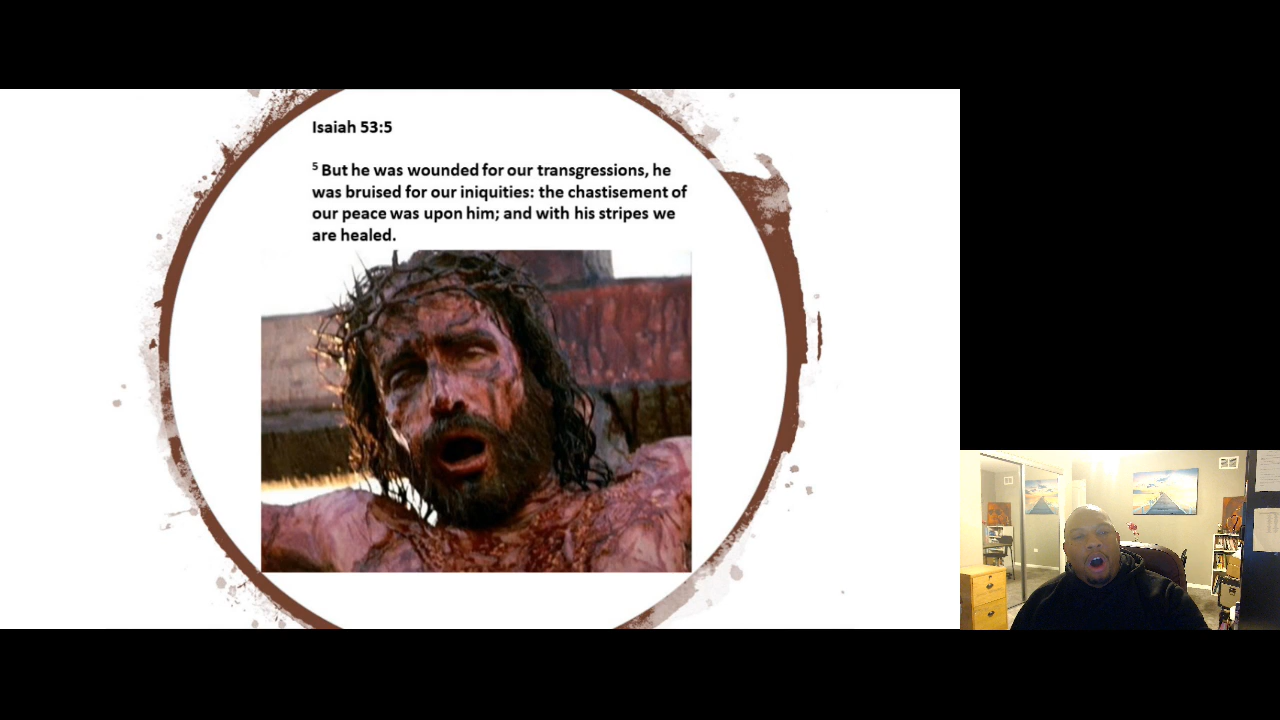 Isaiah 53:5
5 But he was wounded for our transgressions, he
was bruised for our iniquities: the chastisement of
our peace was upon him; and with his stripes we
are healed.